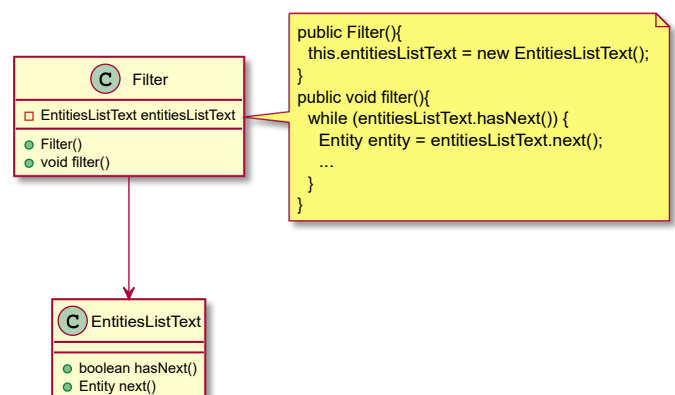 C Filter
EntitiesListText entitiesListText
Filter()
void filter()
public Filter(){
this.entitiesListText = new EntitiesListText();
}
public void filter(){
while (entitiesListText.hasNext()) {
Entity entity = entitiesListText.next();
...
}
}
C EntitiesListText
boolean hasNext()
Entity next()